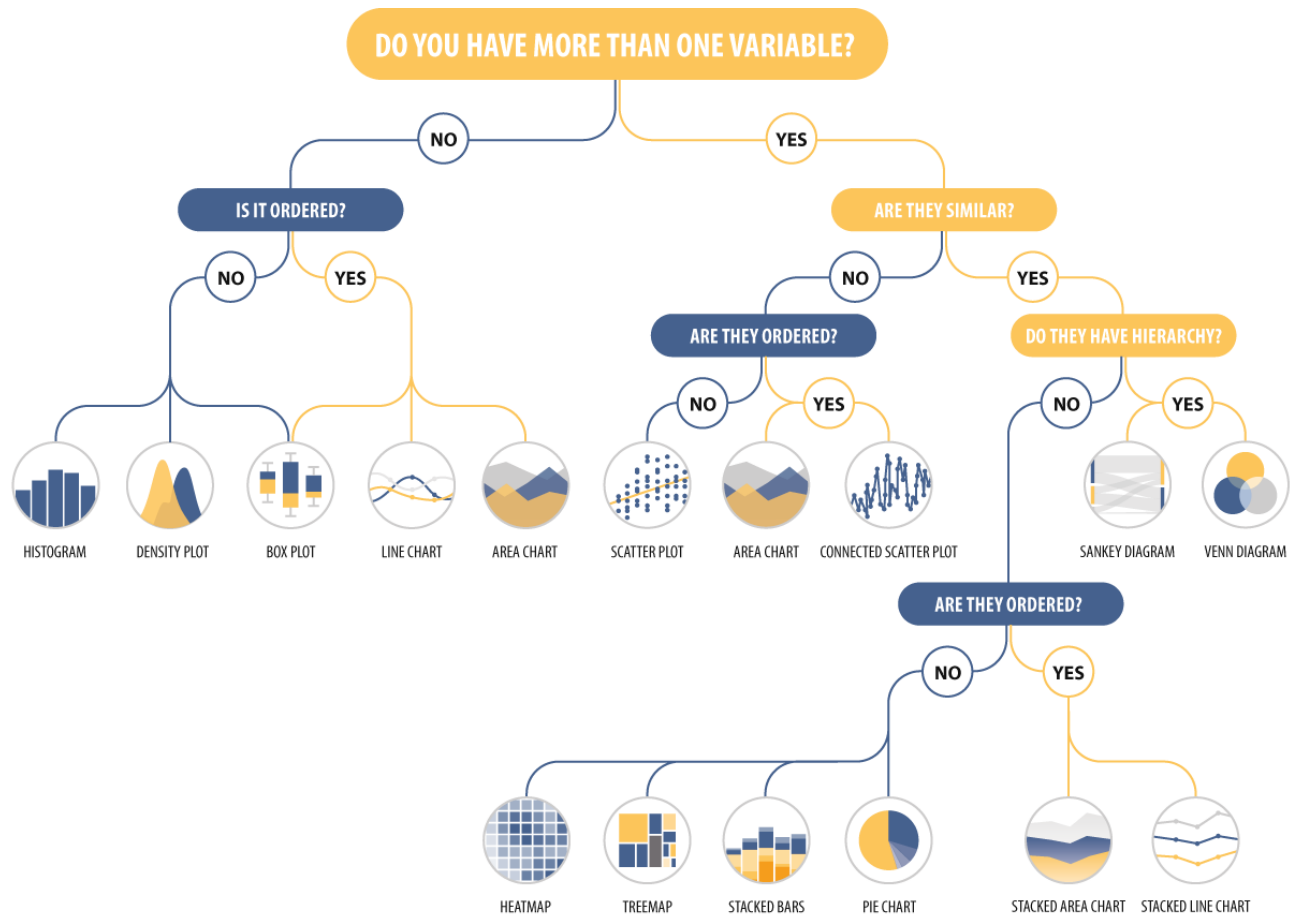 DO YOU HAVE MORE THAN ONE VARIABLE?
NO
YES
IS IT ORDERED?
ARE THEY SIMILAR?
NO
YES
NO
YES
ARE THEY ORDERED?
DO THEY HAVE HIERARCHY?
NO
YES
NO
YES
HISTOGRAM
DENSITY PLOT
BOX PLOT
LINE CHART
AREA CHART
SCATTER PLOT
AREA CHART
CONNECTED SCATTER PLOT
SANKEY DIAGRAM
VENN DIAGRAM
ARE THEY ORDERED?
NO
YES
HEATMAP
TREEMAP
STACKED BARS
PIE CHART
STACKED AREA CHART
STACKED LINE CHART